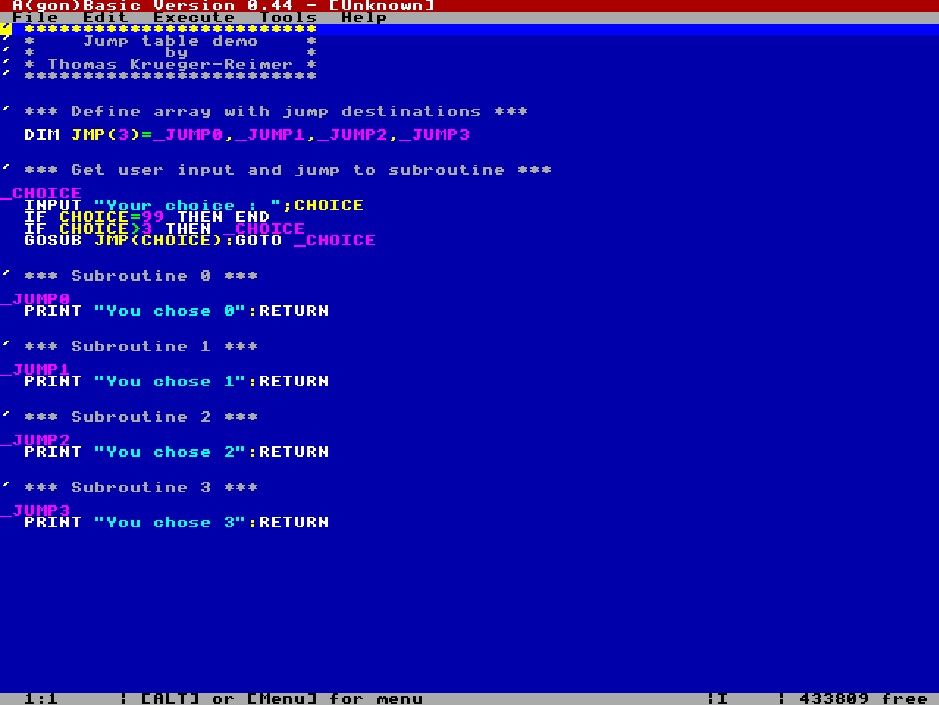 A(gon)Basic Version 0.44 - [Unknown]
File Edit Execute Tools Help
' *************************
' * Jump table demo *
' * by *
' * Thomas Krueger-Reimer *
' *************************
' *** Define array with jump destinations ***
DIM JMP(3)=_JUMP0,_JUMP1,_JUMP2,_JUMP3
' *** Get user input and jump to subroutine ***
_CHOICE
INPUT "Your choice : ";CHOICE
IF CHOICE=99 THEN END
IF CHOICE>3 THEN _CHOICE
GOSUB JMP(CHOICE):GOTO _CHOICE
' *** Subroutine 0 ***
_JUMP0
PRINT "You chose 0":RETURN
' *** Subroutine 1 ***
_JUMP1
PRINT "You chose 1":RETURN
' *** Subroutine 2 ***
_JUMP2
PRINT "You chose 2":RETURN
' *** Subroutine 3 ***
_JUMP3
PRINT "You chose 3":RETURN
1:1 ¦ [ALT] or [Menu] for menu ¦I ¦ 433809 free